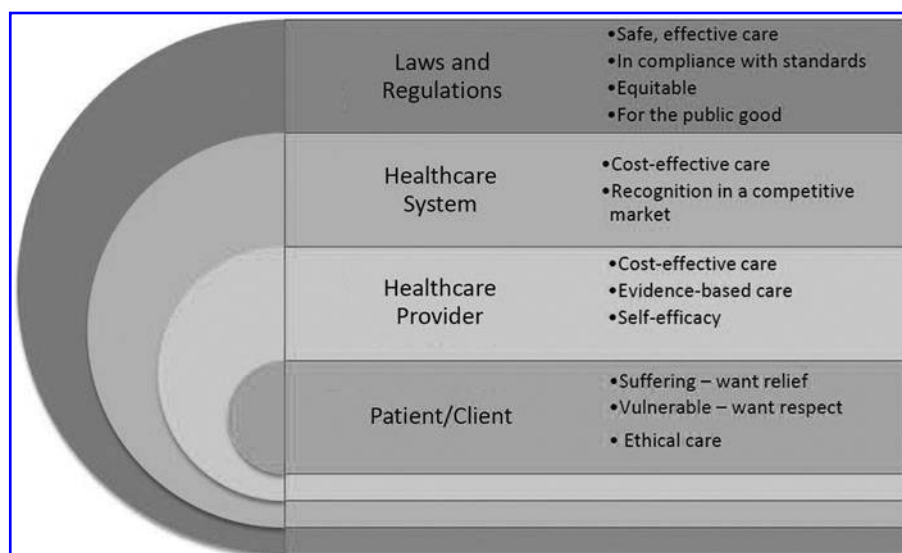 Laws and
Regulations
•Safe, effective care
•In compliance with standards
•Equitable
•For the public good
Healthcare
System
•Cost-effective care
•Recognition in a competitive
market
Healthcare
Provider
•Cost-effective care
•Evidence-based care
•Self-efficacy
Patient/Client
•Suffering – want relief
•Vulnerable – want respect
• Ethical care